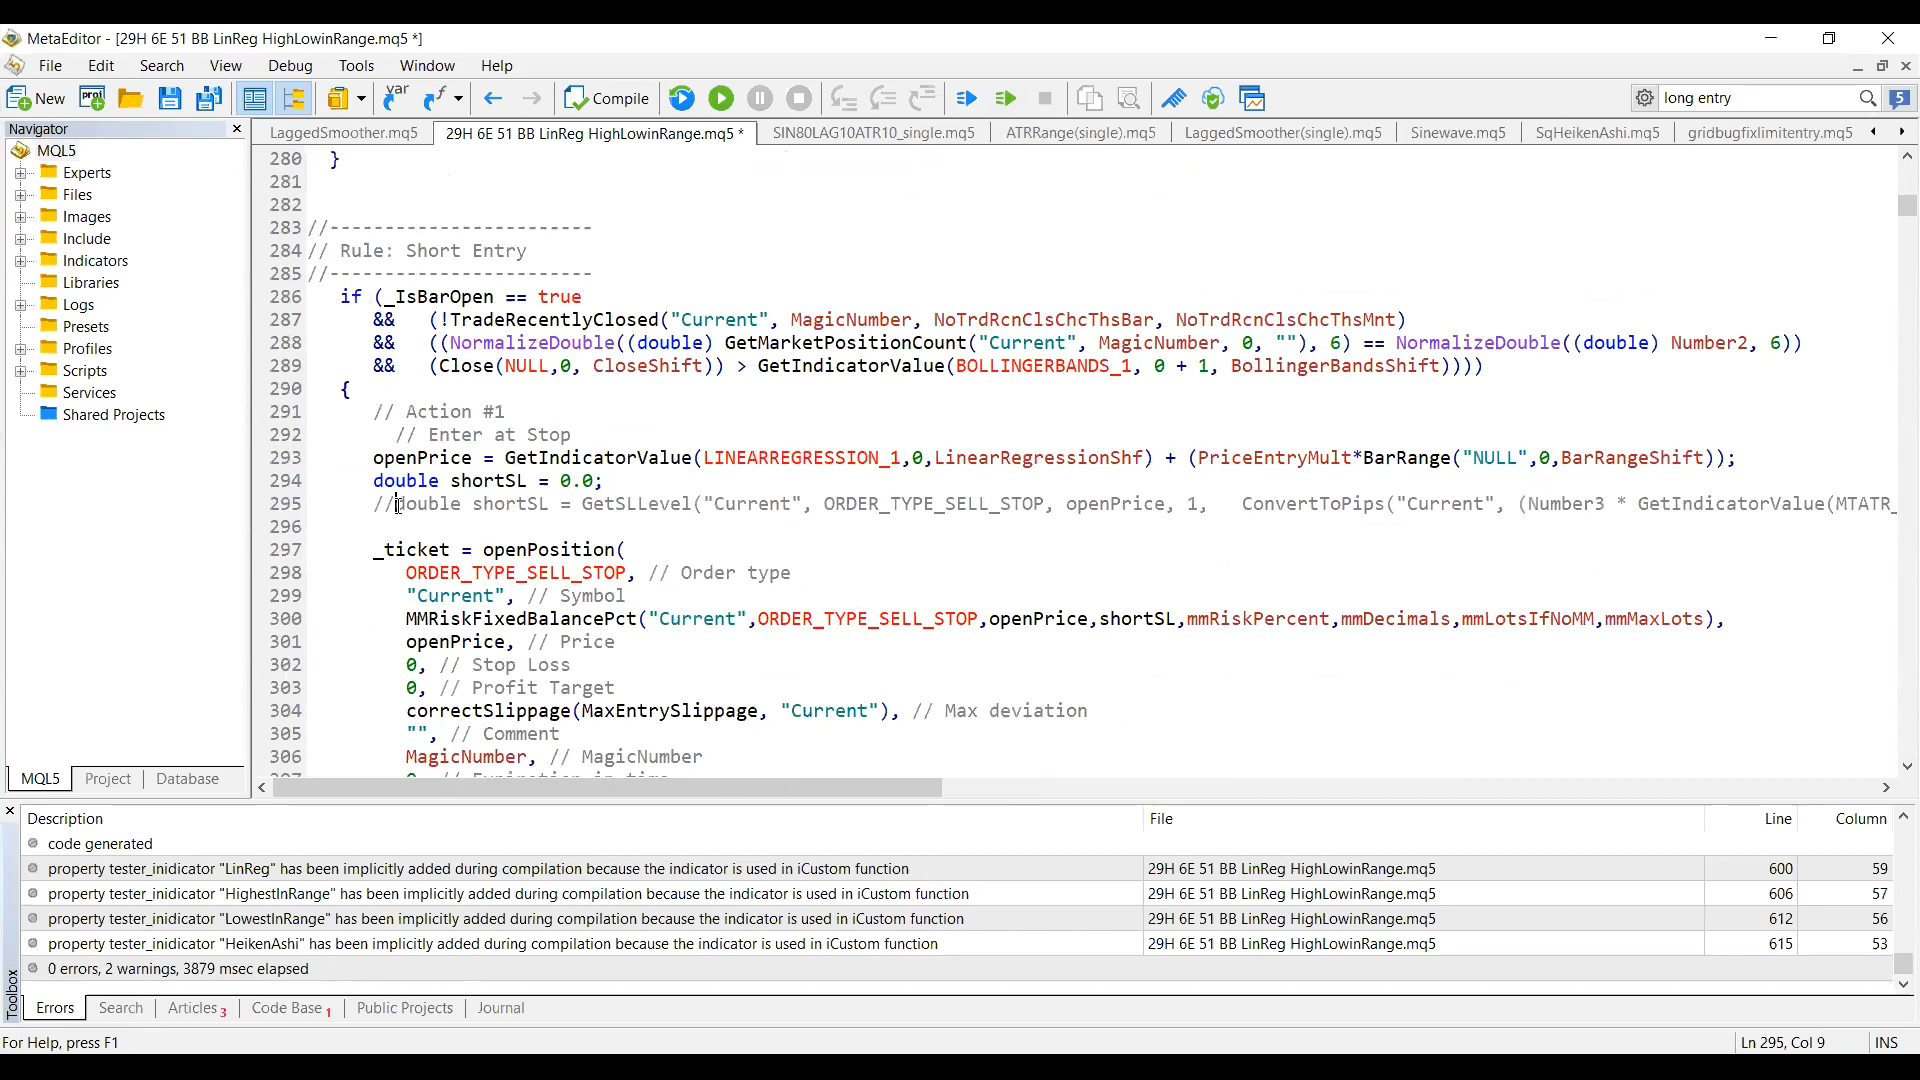 MetaEditor - [29H 6E 51 BB LinReg HighLowinRange.mq5 *]
File Edit Search View Debug Tools Window Help
New Compile long entry 5
Navigator
LaggedSmoother.mq5 29H 6E 51 BB LinReg HighLowinRange.mq5 * SIN80LAG10ATR10_single.mq5 ATRRange(single).mq5 LaggedSmoother(single).mq5 Sinewave.mq5 SqHeikenAshi.mq5 gridbugfixlimitentry.mq5
MQL5
Experts
Files
Images
Include
Indicators
Libraries
Logs
Presets
Profiles
Scripts
Services
Shared Projects
MQL5 Project Database
280 }
281
282
283 //------------------------
284 // Rule: Short Entry
285 //------------------------
286 if (_IsBarOpen == true
287 && (!TradeRecentlyClosed("Current", MagicNumber, NoTrdRcnClsChcThsBar, NoTrdRcnClsChcThsMnt)
288 && ((NormalizeDouble((double) GetMarketPositionCount("Current", MagicNumber, 0, ""), 6) == NormalizeDouble((double) Number2, 6))
289 && (Close(NULL,0, CloseShift)) > GetIndicatorValue(BOLLINGERBANDS_1, 0 + 1, BollingerBandsShift))))
290 {
291 // Action #1
292 // Enter at Stop
293 openPrice = GetIndicatorValue(LINEARREGRESSION_1,0,LinearRegressionShf) + (PriceEntryMult*BarRange("NULL",0,BarRangeShift));
294 double shortSL = 0.0;
295 //double shortSL = GetSLLevel("Current", ORDER_TYPE_SELL_STOP, openPrice, 1, ConvertToPips("Current", (Number3 * GetIndicatorValue(MTATR_
296
297 _ticket = openPosition(
298 ORDER_TYPE_SELL_STOP, // Order type
299 "Current", // Symbol
300 MMRiskFixedBalancePct("Current",ORDER_TYPE_SELL_STOP,openPrice,shortSL,mmRiskPercent,mmDecimals,mmLotsIfNoMM,mmMaxLots),
301 openPrice, // Price
302 0, // Stop Loss
303 0, // Profit Target
304 correctSlippage(MaxEntrySlippage, "Current"), // Max deviation
305 "", // Comment
306 MagicNumber, // MagicNumber
Description File Line Column
code generated
property tester_inidicator "LinReg" has been implicitly added during compilation because the indicator is used in iCustom function 29H 6E 51 BB LinReg HighLowinRange.mq5 600 59
property tester_inidicator "HighestInRange" has been implicitly added during compilation because the indicator is used in iCustom function 29H 6E 51 BB LinReg HighLowinRange.mq5 606 57
property tester_inidicator "LowestInRange" has been implicitly added during compilation because the indicator is used in iCustom function 29H 6E 51 BB LinReg HighLowinRange.mq5 612 56
property tester_inidicator "HeikenAshi" has been implicitly added during compilation because the indicator is used in iCustom function 29H 6E 51 BB LinReg HighLowinRange.mq5 615 53
0 errors, 2 warnings, 3879 msec elapsed
Toolbox
Errors Search Articles 3 Code Base 1 Public Projects Journal
For Help, press F1 Ln 295, Col 9 INS